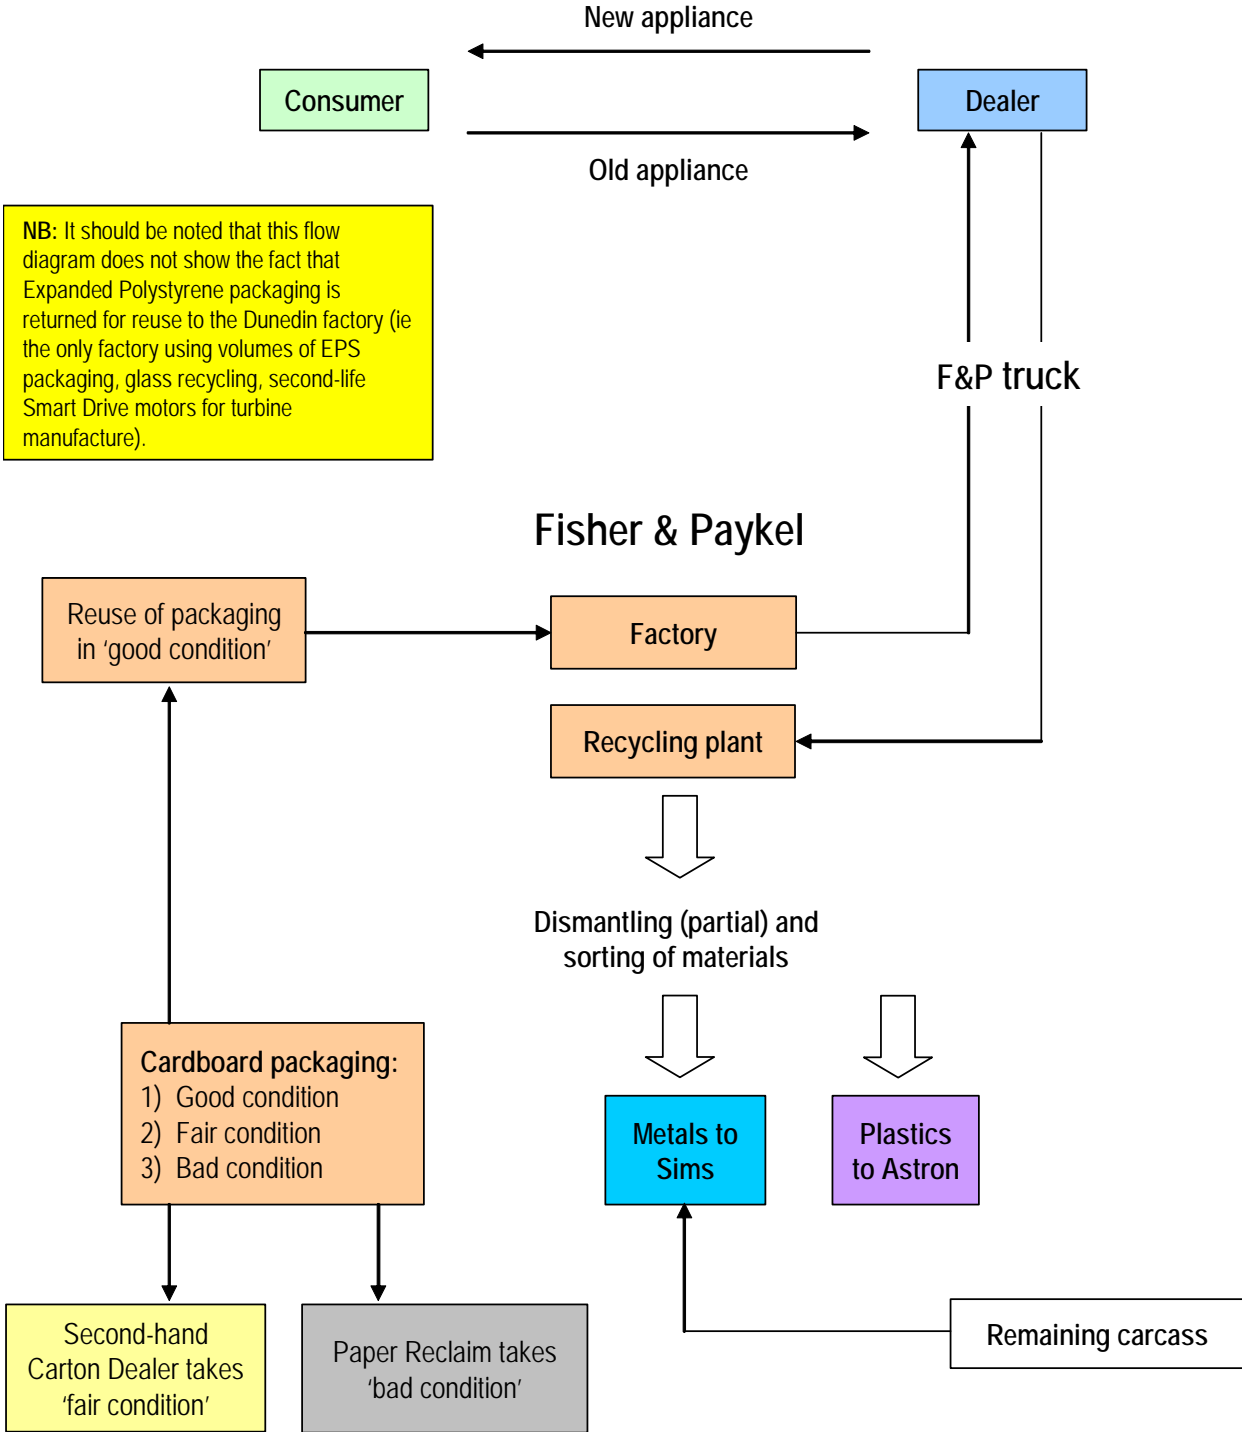 New appliance
Consumer
Dealer
Old appliance
NB: It should be noted that this flow
diagram does not show the fact that
Expanded Polystyrene packaging is
returned for reuse to the Dunedin factory (ie
the only factory using volumes of EPS
packaging, glass recycling, second-life
Smart Drive motors for turbine
manufacture).
F&P truck
Fisher & Paykel
Reuse of packaging
in ‘good condition’
Factory
Recycling plant
Dismantling (partial) and
sorting of materials
Cardboard packaging:
1) Good condition
2) Fair condition
3) Bad condition
Metals to
Sims
Plastics
to Astron
Second-hand
Carton Dealer takes
‘fair condition’
Paper Reclaim takes
‘bad condition’
Remaining carcass